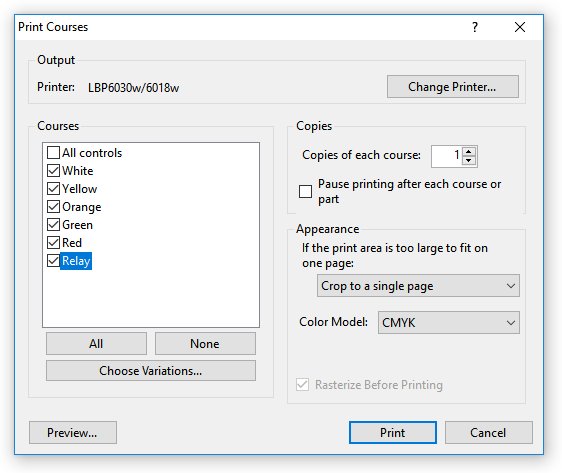 Print Courses
?
Output
Printer: LBP6030w/6018w
Change Printer...
Courses
All controls
White
Yellow
Orange
Green
Red
Relay
All
None
Choose Variations...
Copies
Copies of each course: 1
Pause printing after each course or
part
Appearance
If the print area is too large to fit on
one page:
Crop to a single page
Color Model: CMYK
Rasterize Before Printing
Preview...
Print
Cancel